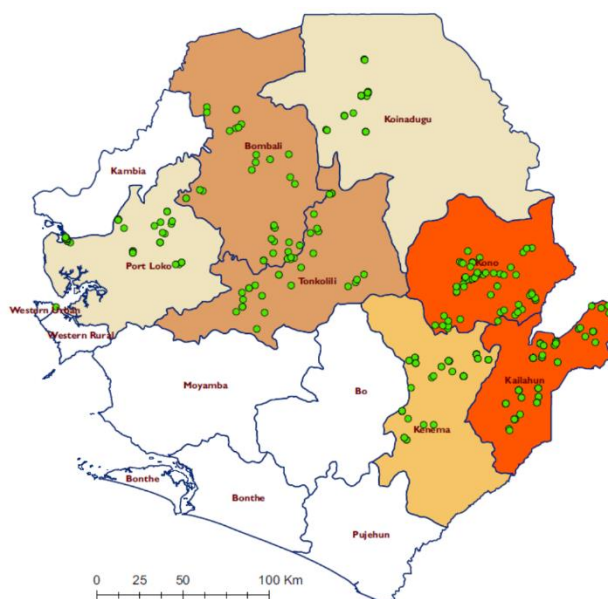 Koinadugu
Bombali
Kambia
Port Loko
Kono
Tonkolili
Western Urban
Western Rural
Kailahun
Moyamba
Bo
Kenema
Bonthe
Bonthe
Pujehun
0 25 50 100 Km